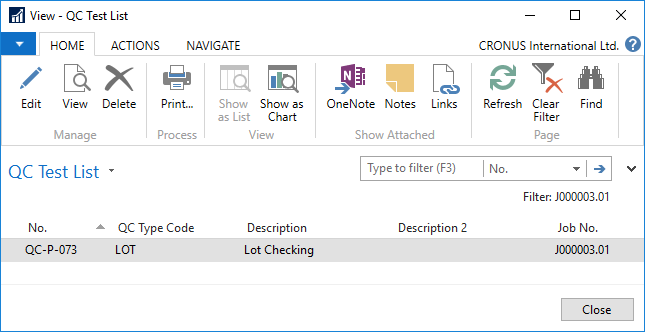 View - QC Test List
HOME ACTIONS NAVIGATE CRONUS International Ltd. ?
Edit View Delete Print... Show as List Show as Chart OneNote Notes Links Refresh Clear Filter Find
Manage Process View Show Attached Page
QC Test List Type to filter (F3) No.
Filter: J000003.01
No. QC Type Code Description Description 2 Job No.
QC-P-073 LOT Lot Checking J000003.01
Close